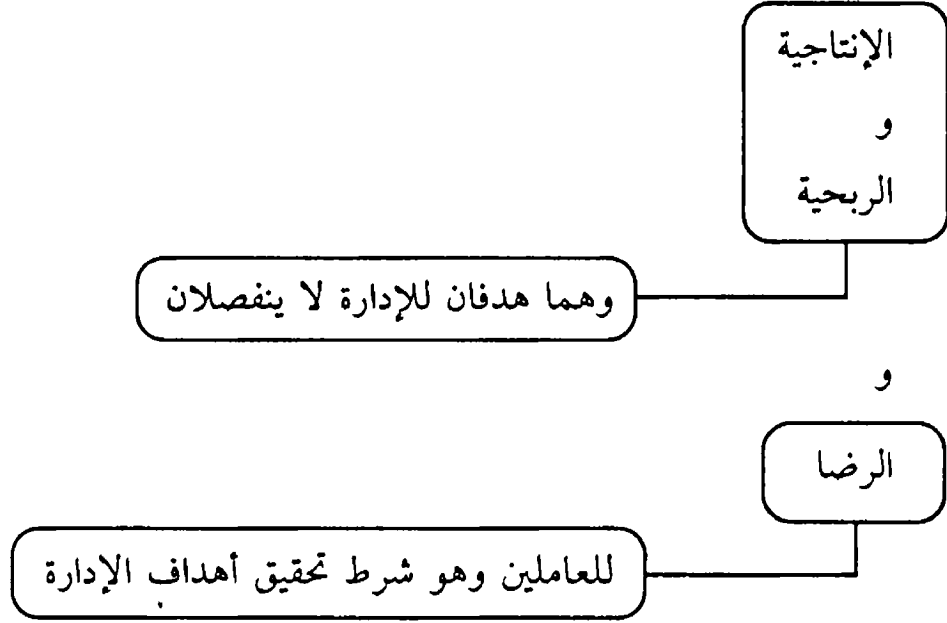 الإنتاجية
و
الربحية
وهما هدفان للإدارة لا ينفصلان
و
الرضا
للعاملين وهو شرط تحقيق أهداف الإدارة